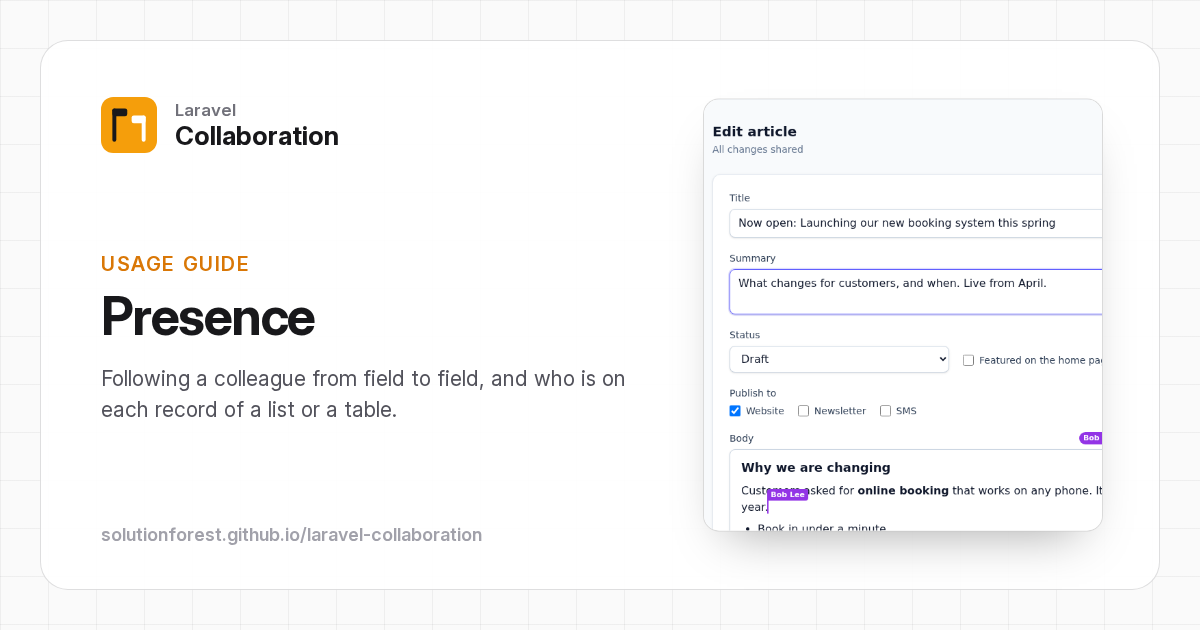 Laravel
Collaboration
USAGE GUIDE
Presence
Following a colleague from field to field, and who is on
each record of a list or a table.
solutionforest.github.io/laravel-collaboration
Edit article
All changes shared
Title
Now open: Launching our new booking system this spring
Summary
What changes for customers, and when. Live from April.
Status
Draft
Featured on the home
Publish to
Website Newsletter SMS
Body
Bob
Why we are changing
asked for online booking that works on any phone. It
Bob Lee
year.
Book in under a minute